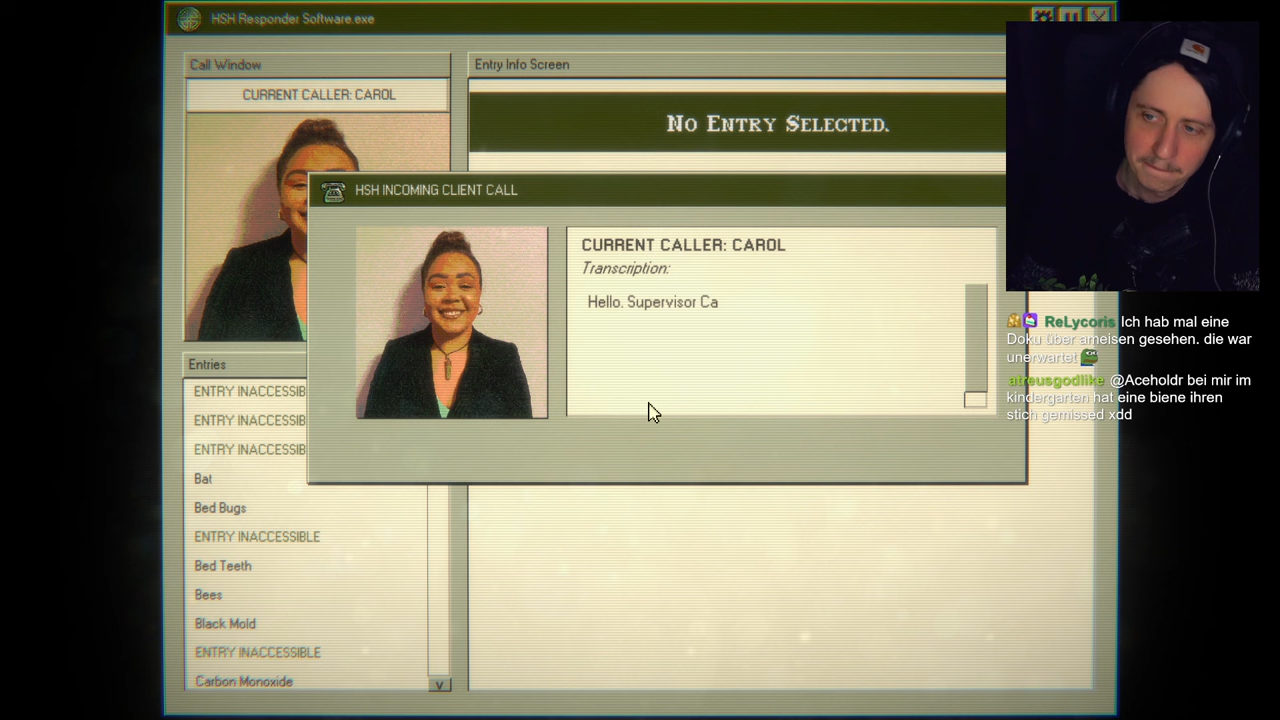 HSH Responder Software.exe
Call Window
CURRENT CALLER: CAROL
Entry Info Screen
No Entry Selected.
HSH INCOMING CLIENT CALL
CURRENT CALLER: CAROL
Transcription:
Hello. Supervisor Ca
Entries
ENTRY INACCESSIB
ENTRY INACCESSIB
ENTRY INACCESSIB
Bat
Bed Bugs
ENTRY INACCESSIBLE
Bed Teeth
Bees
Black Mold
ENTRY INACCESSIBLE
Carbon Monoxide
V
ReLycoris Ich hab mal eine
Doku über ameisen gesehen. die war
unerwartet
atreusgodlike @Aceholdr bei mir im
kindergarten hat eine biene ihren
stich gemissed xdd